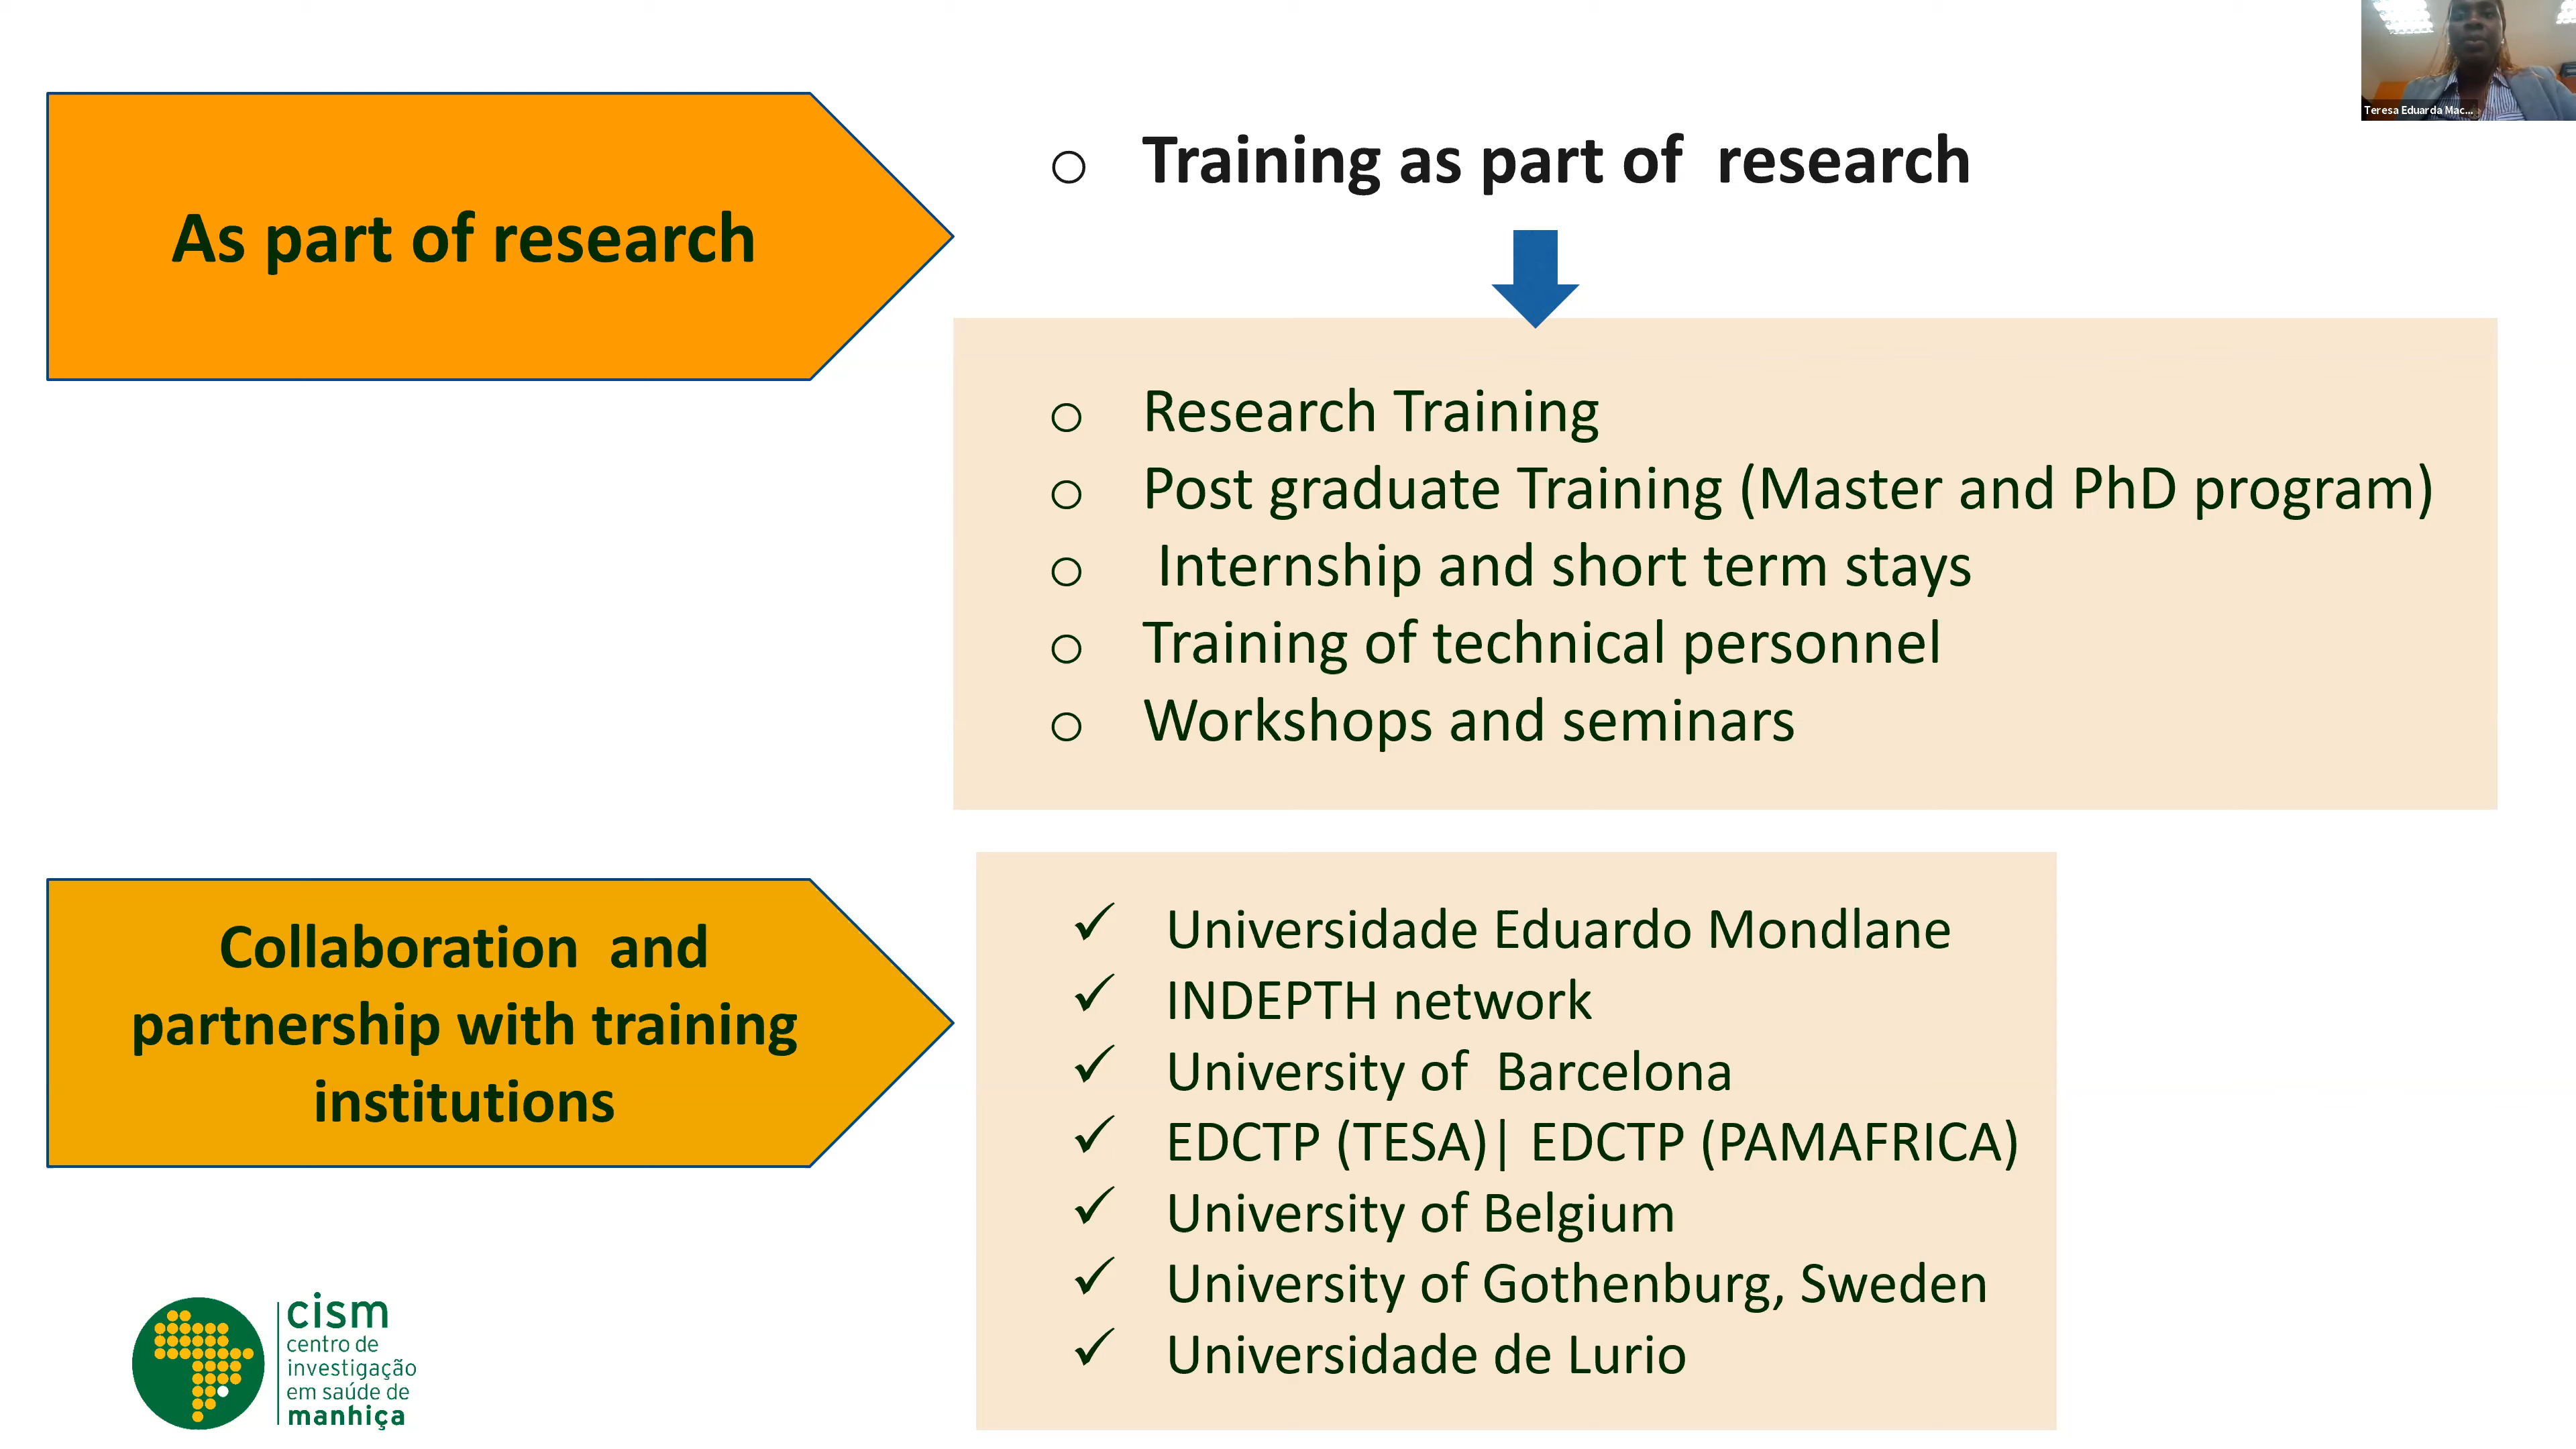 Teresa Eduarda Mac...
As part of research
Training as part of research
Research Training
Post graduate Training (Master and PhD program)
Internship and short term stays
Training of technical personnel
Workshops and seminars
Collaboration and
partnership with training
institutions
Universidade Eduardo Mondlane
INDEPTH network
University of Barcelona
EDCTP (TESA)| EDCTP (PAMAFRICA)
University of Belgium
University of Gothenburg, Sweden
Universidade de Lurio
cism
centro de
investigação
em saúde de
manhiça